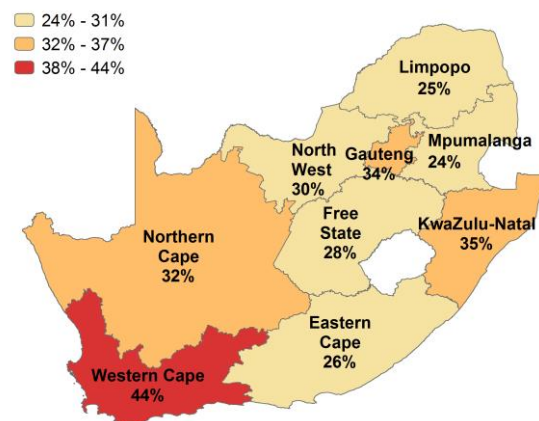 24% - 31%
32% - 37%
38% - 44%
Limpopo
25%
Mpumalanga
24%
Gauteng
34%
North
West
30%
Free
State
28%
KwaZulu-Natal
35%
Northern
Cape
32%
Eastern
Cape
26%
Western Cape
44%